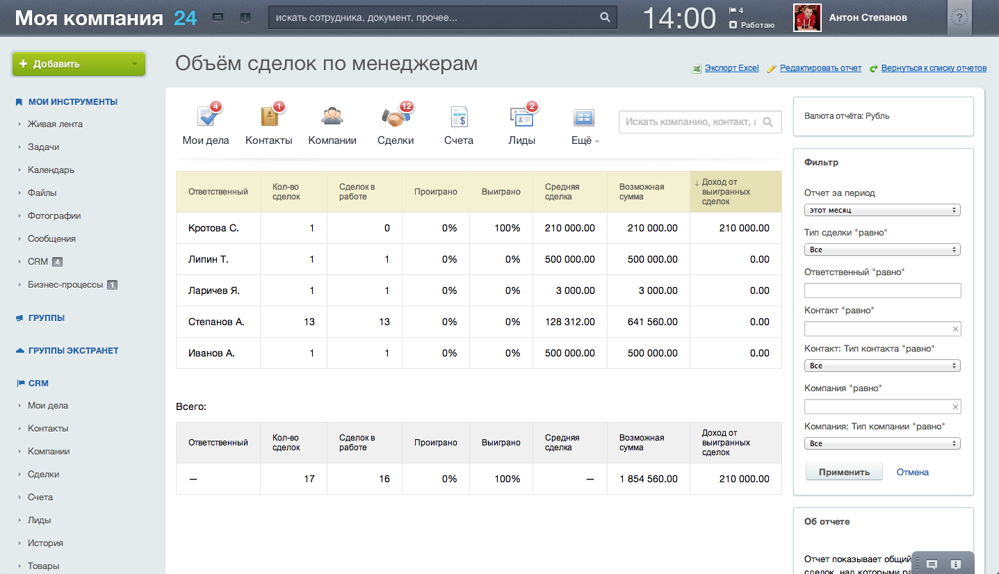 Моя компания 24
искать сотрудника, документ, прочее...
14:00
4
Работаю
Антон Степанов
?
Добавить
Объём сделок по менеджерам
Экспорт Excel
Редактировать отчет
Вернуться к списку отчетов
МОИ ИНСТРУМЕНТЫ
Живая лента
Задачи
Календарь
Файлы
Фотографии
Сообщения
CRM 4
Бизнес-процессы 1
ГРУППЫ
ГРУППЫ ЭКСТРАНЕТ
CRM
Мои дела
Контакты
Компании
Сделки
Счета
Лиды
История
Товары
4 1 12 2
Мои дела Контакты Компании Сделки Счета Лиды Ещё
Искать компанию, контакт,
Ответственный Кол-во сделок Сделок в работе Проиграно Выиграно Средняя сделка Возможная сумма ↓ Доход от выигранных сделок
Кротова С. 1 0 0% 100% 210 000.00 210 000.00 210 000.00
Липин Т. 1 1 0% 0% 500 000.00 500 000.00 0.00
Ларичев Я. 1 1 0% 0% 3 000.00 3 000.00 0.00
Степанов А. 13 13 0% 0% 128 312.00 641 560.00 0.00
Иванов А. 1 1 0% 0% 500 000.00 500 000.00 0.00
Всего:
Ответственный Кол-во сделок Сделок в работе Проиграно Выиграно Средняя сделка Возможная сумма Доход от выигранных сделок
— 17 16 0% 100% — 1 854 560.00 210 000.00
Валюта отчёта: Рубль
Фильтр
Отчет за период
этот месяц
Тип сделки "равно"
Все
Ответственный "равно"
Контакт "равно"
Контакт: Тип контакта "равно"
Все
Компания "равно"
Компания: Тип компании "равно"
Все
Применить Отмена
Об отчете
Отчет показывает общий
сделок, над которыми